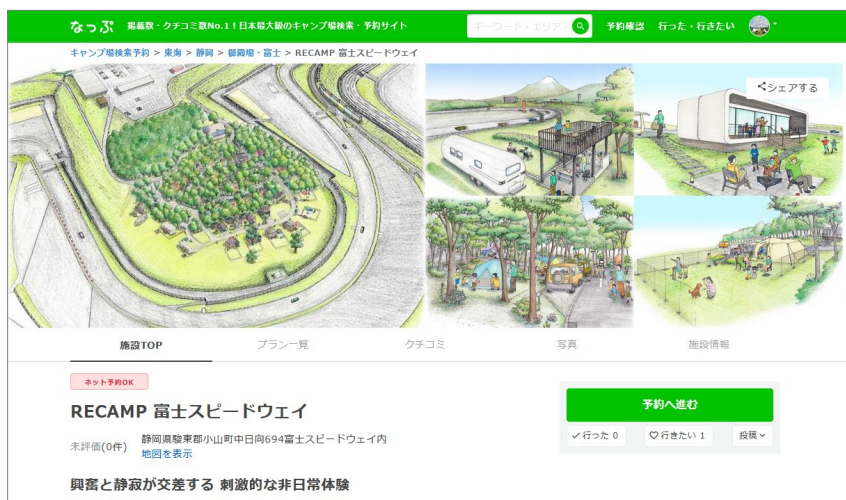 なっぷ 掲載数・クチコミ数No.1！日本最大級のキャンプ場検索・予約サイト キーワード・エリア 予約確認 行った・行きたい
キャンプ場検索予約 > 東海 > 静岡 > 御殿場・富士 > RECAMP 富士スピードウェイ
シェアする
施設TOP プラン一覧 クチコミ 写真 施設情報
ネット予約OK
RECAMP 富士スピードウェイ
予約へ進む
未評価(0件) 静岡県駿東郡小山町中日向694富士スピードウェイ内
地図を表示
行った 0 行きたい 1 投稿
興奮と静寂が交差する 刺激的な非日常体験